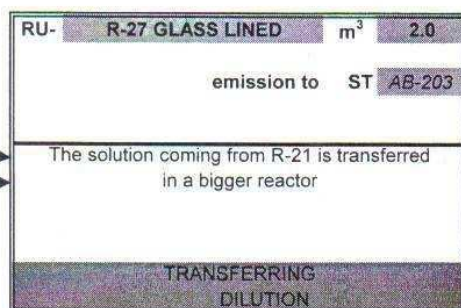 RU- R-27 GLASS LINED m³ 2.0
emission to ST AB-203
The solution coming from R-21 is transferred
in a bigger reactor
TRANSFERRING
DILUTION